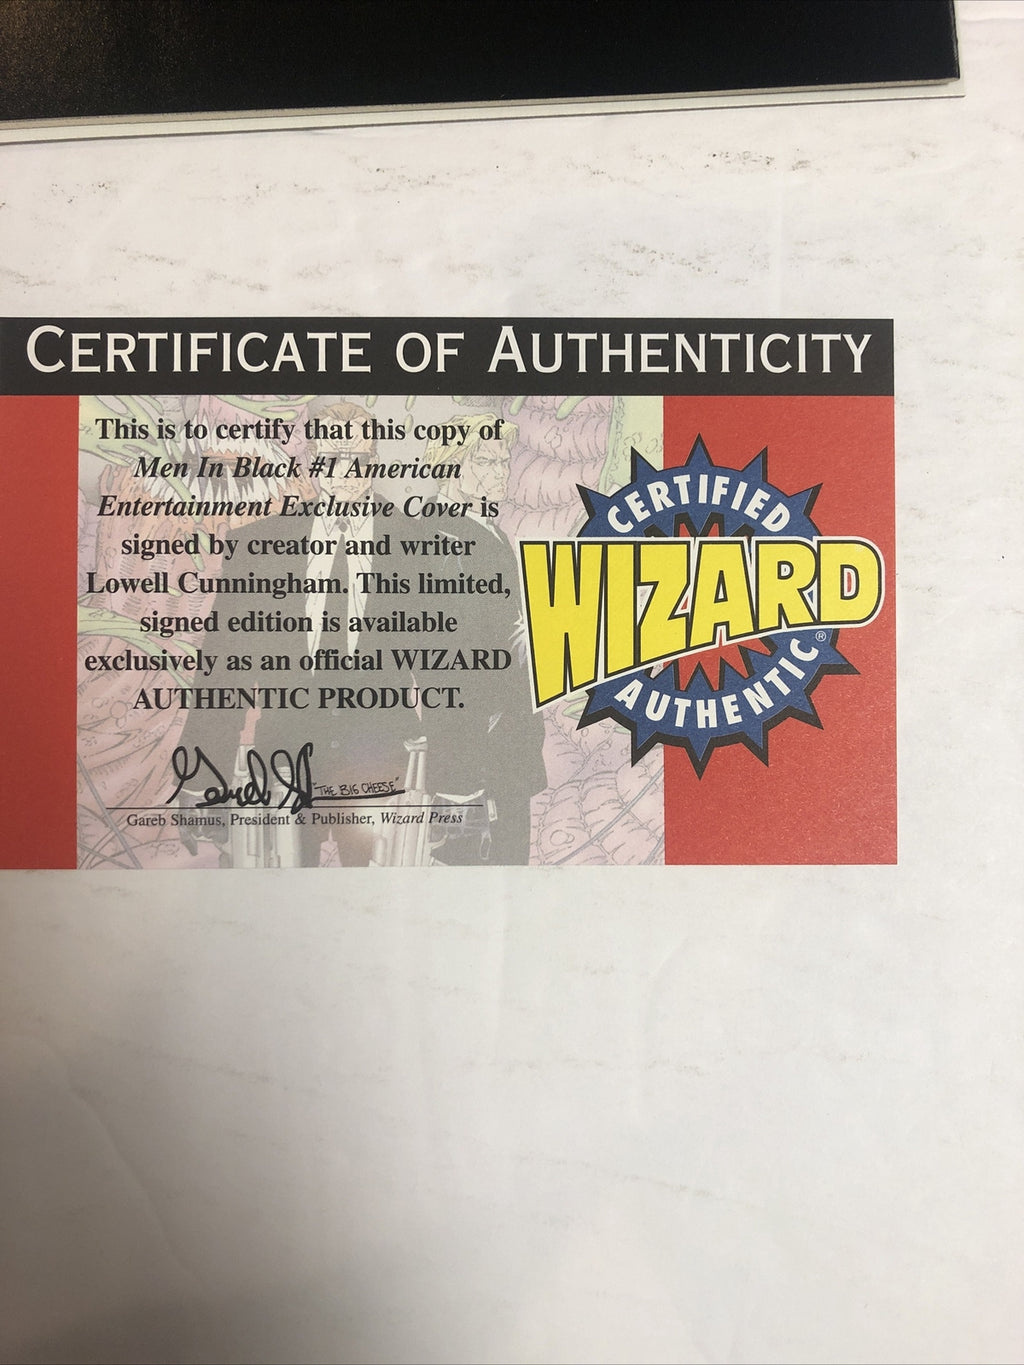 CERTIFICATE OF AUTHENTICITY
This is to certify that this copy of
Men In Black #1 American
Entertainment Exclusive Cover is
signed by creator and writer
Lowell Cunningham. This limited,
signed edition is available
exclusively as an official WIZARD
AUTHENTIC PRODUCT.
Gareb S "THE BIG CHEESE"
Gareb Shamus, President & Publisher, Wizard Press
CERTIFIED
WIZARD
AUTHENTIC®